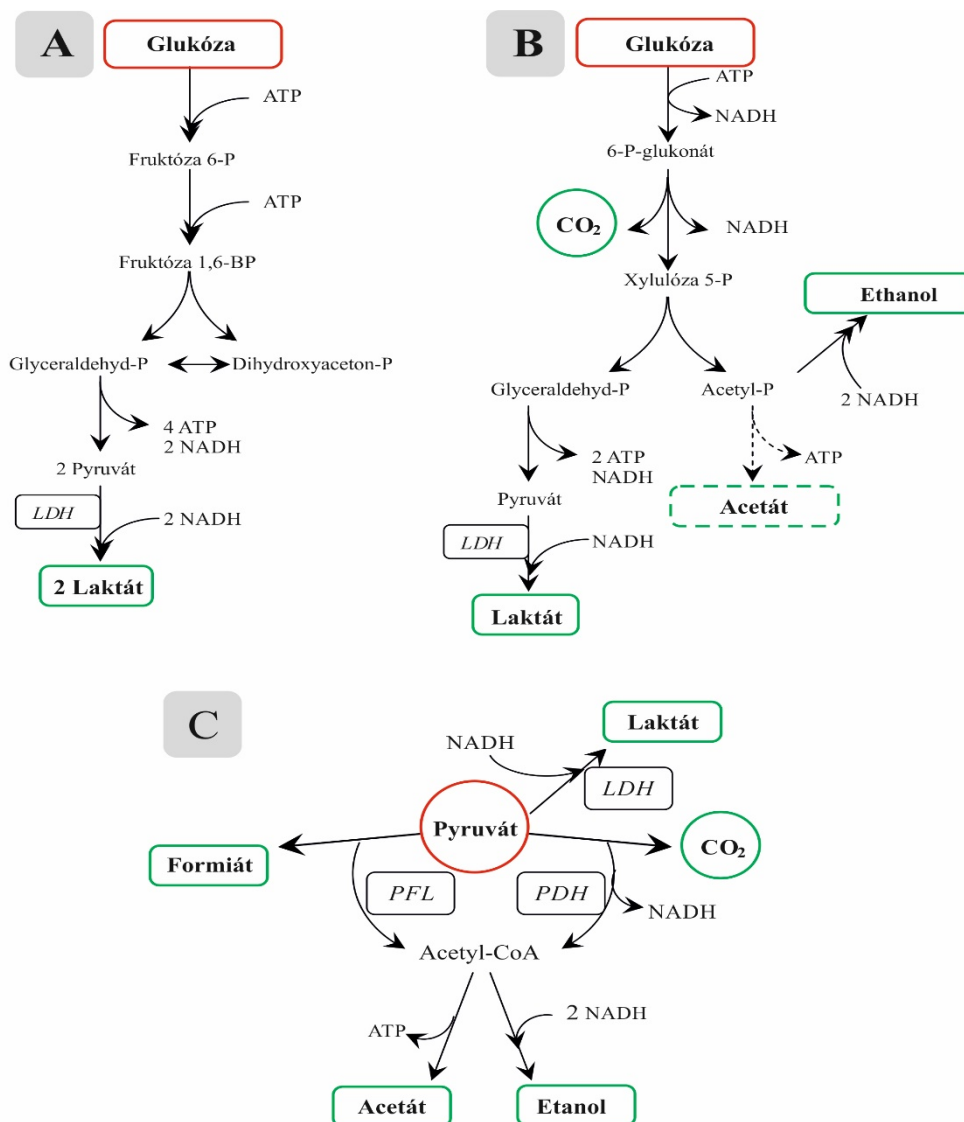 A
Glukóza
ATP
Fruktóza 6-P
ATP
Fruktóza 1,6-BP
Glyceraldehyd-P
Dihydroxyaceton-P
4 ATP
2 NADH
2 Pyruvát
LDH
2 NADH
2 Laktát
B
Glukóza
ATP
NADH
6-P-glukonát
CO₂
NADH
Xylulóza 5-P
Ethanol
Glyceraldehyd-P
Acetyl-P
2 NADH
2 ATP
NADH
ATP
Pyruvát
Acetát
LDH
NADH
Laktát
C
Laktát
NADH
LDH
Pyruvát
CO₂
Formiát
PFL
PDH
NADH
Acetyl-CoA
ATP
2 NADH
Acetát
Etanol